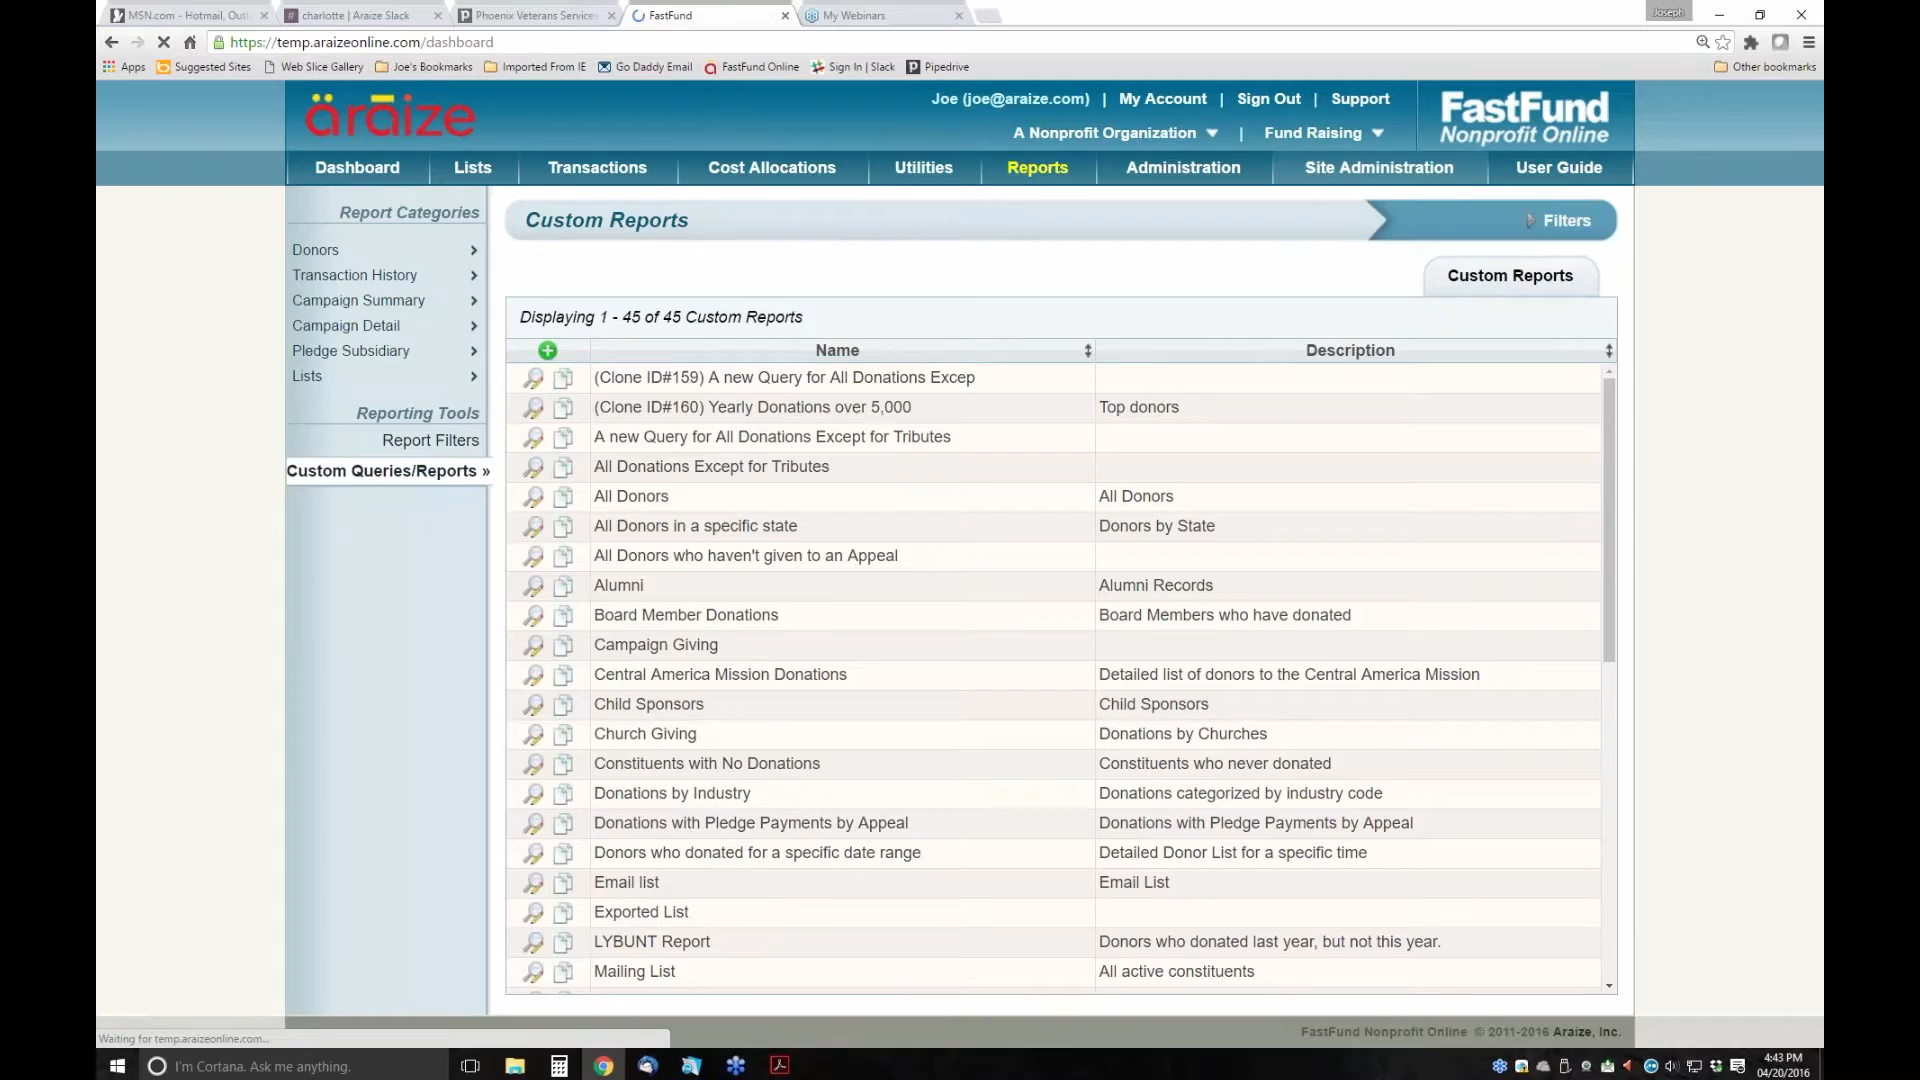 MSN.com - Hotmail, Outl
charlotte | Araize Slack
Phoenix Veterans Services
FastFund
My Webinars
Joseph
https://temp.araizeonline.com/dashboard
Apps
Suggested Sites
Web Slice Gallery
Joe's Bookmarks
Imported From IE
Go Daddy Email
FastFund Online
Sign In | Slack
Pipedrive
Other bookmarks
äraīze
Joe (joe@araize.com) | My Account | Sign Out | Support
A Nonprofit Organization | Fund Raising
FastFund
Nonprofit Online
Dashboard
Lists
Transactions
Cost Allocations
Utilities
Reports
Administration
Site Administration
User Guide
Report Categories
Donors
Transaction History
Campaign Summary
Campaign Detail
Pledge Subsidiary
Lists
Reporting Tools
Report Filters
Custom Queries/Reports »
Custom Reports
Filters
Custom Reports
Displaying 1 - 45 of 45 Custom Reports
Name Description
(Clone ID#159) A new Query for All Donations Excep
(Clone ID#160) Yearly Donations over 5,000 Top donors
A new Query for All Donations Except for Tributes
All Donations Except for Tributes
All Donors All Donors
All Donors in a specific state Donors by State
All Donors who haven't given to an Appeal
Alumni Alumni Records
Board Member Donations Board Members who have donated
Campaign Giving
Central America Mission Donations Detailed list of donors to the Central America Mission
Child Sponsors Child Sponsors
Church Giving Donations by Churches
Constituents with No Donations Constituents who never donated
Donations by Industry Donations categorized by industry code
Donations with Pledge Payments by Appeal Donations with Pledge Payments by Appeal
Donors who donated for a specific date range Detailed Donor List for a specific time
Email list Email List
Exported List
LYBUNT Report Donors who donated last year, but not this year.
Mailing List All active constituents
FastFund Nonprofit Online © 2011-2016 Araize, Inc.
Waiting for temp.araizeonline.com...
I'm Cortana. Ask me anything.
4:43 PM
04/20/2016